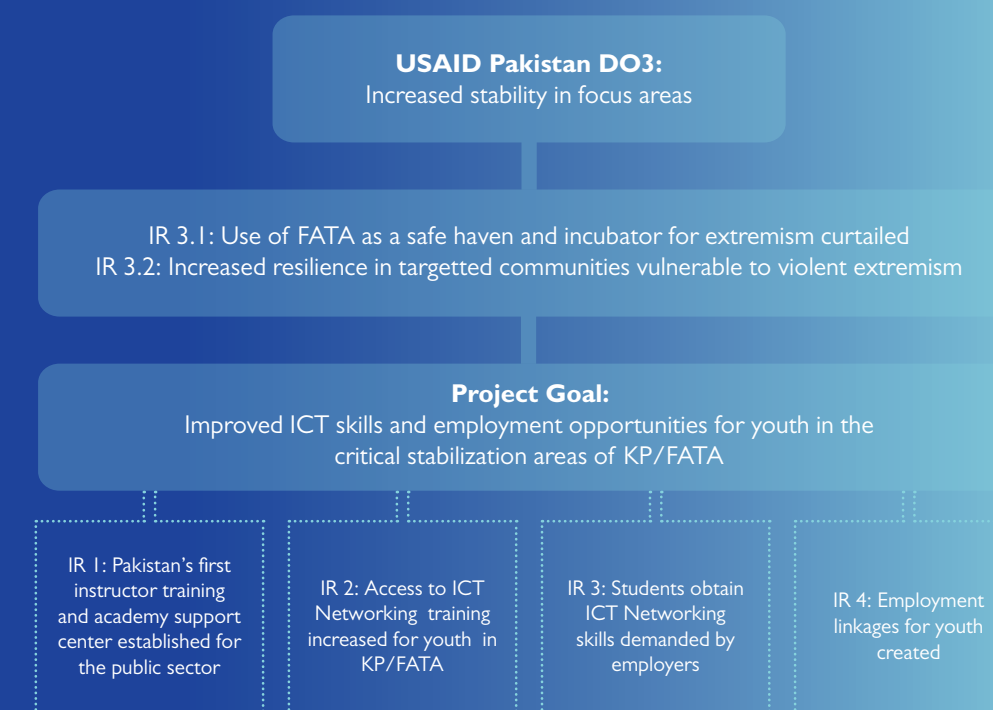 USAID Pakistan DO3:
Increased stability in focus areas
IR 3.1: Use of FATA as a safe haven and incubator for extremism curtailed
IR 3.2: Increased resilience in targetted communities vulnerable to violent extremism
Project Goal:
Improved ICT skills and employment opportunities for youth in the
critical stabilization areas of KP/FATA
IR 1: Pakistan's first
instructor training
and academy support
center established for
the public sector
IR 2: Access to ICT
Networking training
increased for youth in
KP/FATA
IR 3: Students obtain
ICT Networking
skills demanded by
employers
IR 4: Employment
linkages for youth
created